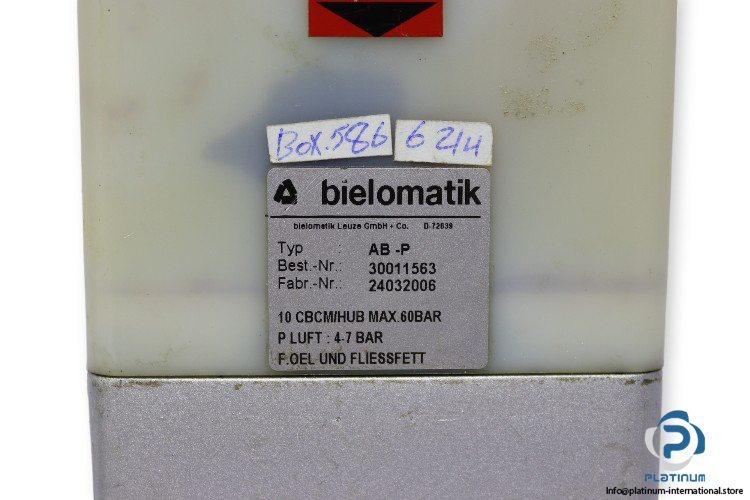 Box.586 6214
bielomatik
bielomatik Leuze GmbH + Co. D-72639
Typ : AB -P
Best.-Nr.: 30011563
Fabr.-Nr.: 24032006
10 CBCM/HUB MAX.60BAR
P LUFT : 4-7 BAR
F.OEL UND FLIESSFETT
PLATINUM
Info@platinum-international.store